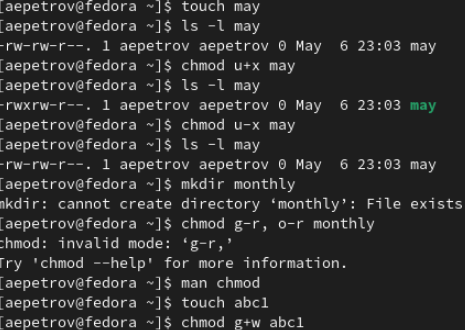 [aepetrov@fedora ~]$ touch may
[aepetrov@fedora ~]$ ls -l may
-rw-rw-r--. 1 aepetrov aepetrov 0 May  6 23:03 may
[aepetrov@fedora ~]$ chmod u+x may
[aepetrov@fedora ~]$ ls -l may
-rwxrw-r--. 1 aepetrov aepetrov 0 May  6 23:03 may
[aepetrov@fedora ~]$ chmod u-x may
[aepetrov@fedora ~]$ ls -l may
-rw-rw-r--. 1 aepetrov aepetrov 0 May  6 23:03 may
[aepetrov@fedora ~]$ mkdir monthly
mkdir: cannot create directory ‘monthly’: File exists
[aepetrov@fedora ~]$ chmod g-r, o-r monthly
chmod: invalid mode: ‘g-r,’
Try 'chmod --help' for more information.
[aepetrov@fedora ~]$ man chmod
[aepetrov@fedora ~]$ touch abc1
[aepetrov@fedora ~]$ chmod g+w abc1